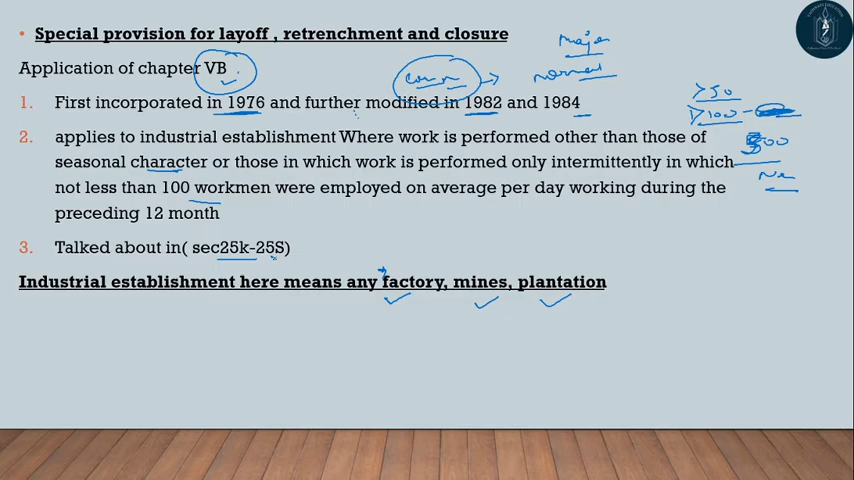 • Special provision for layoff , retrenchment and closure
Major
Application of chapter VB
normal
>50
1. First incorporated in 1976 and further modified in 1982 and 1984
>100 -
2. applies to industrial establishment Where work is performed other than those of
300
seasonal character or those in which work is performed only intermittently in which
not less than 100 workmen were employed on average per day working during the
preceding 12 month
3. Talked about in( sec25k-25S)
Industrial establishment here means any factory, mines, plantation